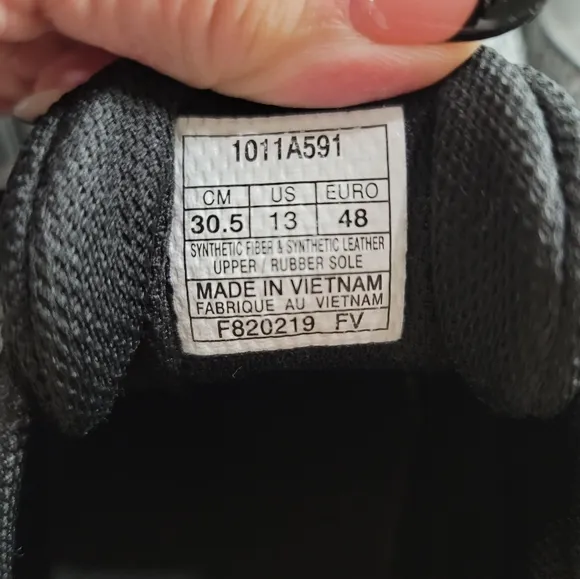 1011A591
CM US EURO
30.5 13 48
SYNTHETIC FIBER & SYNTHETIC LEATHER
UPPER / RUBBER SOLE
MADE IN VIETNAM
FABRIQUE AU VIETNAM
F820219 FV